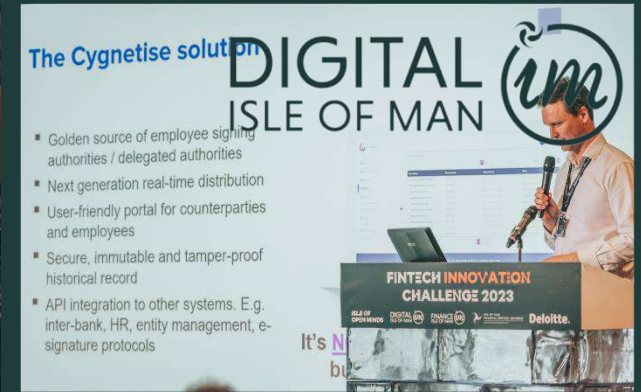 The Cygnetise solution
DIGITAL
ISLE OF MAN
im
Golden source of employee signing
authorities / delegated authorities
Next generation real-time distribution
User-friendly portal for counterparties
and employees
Secure, immutable and tamper-proof
historical record
API integration to other systems. E.g.
inter-bank, HR, entity management, e-
signature protocols
It's
FINTECH INNOVATION
CHALLENGE 2023
ISLE OF
OPEN MINDS
DIGITAL im
ISLE OF MAN
FINANCE im
ISLE OF MAN
Deloitte.